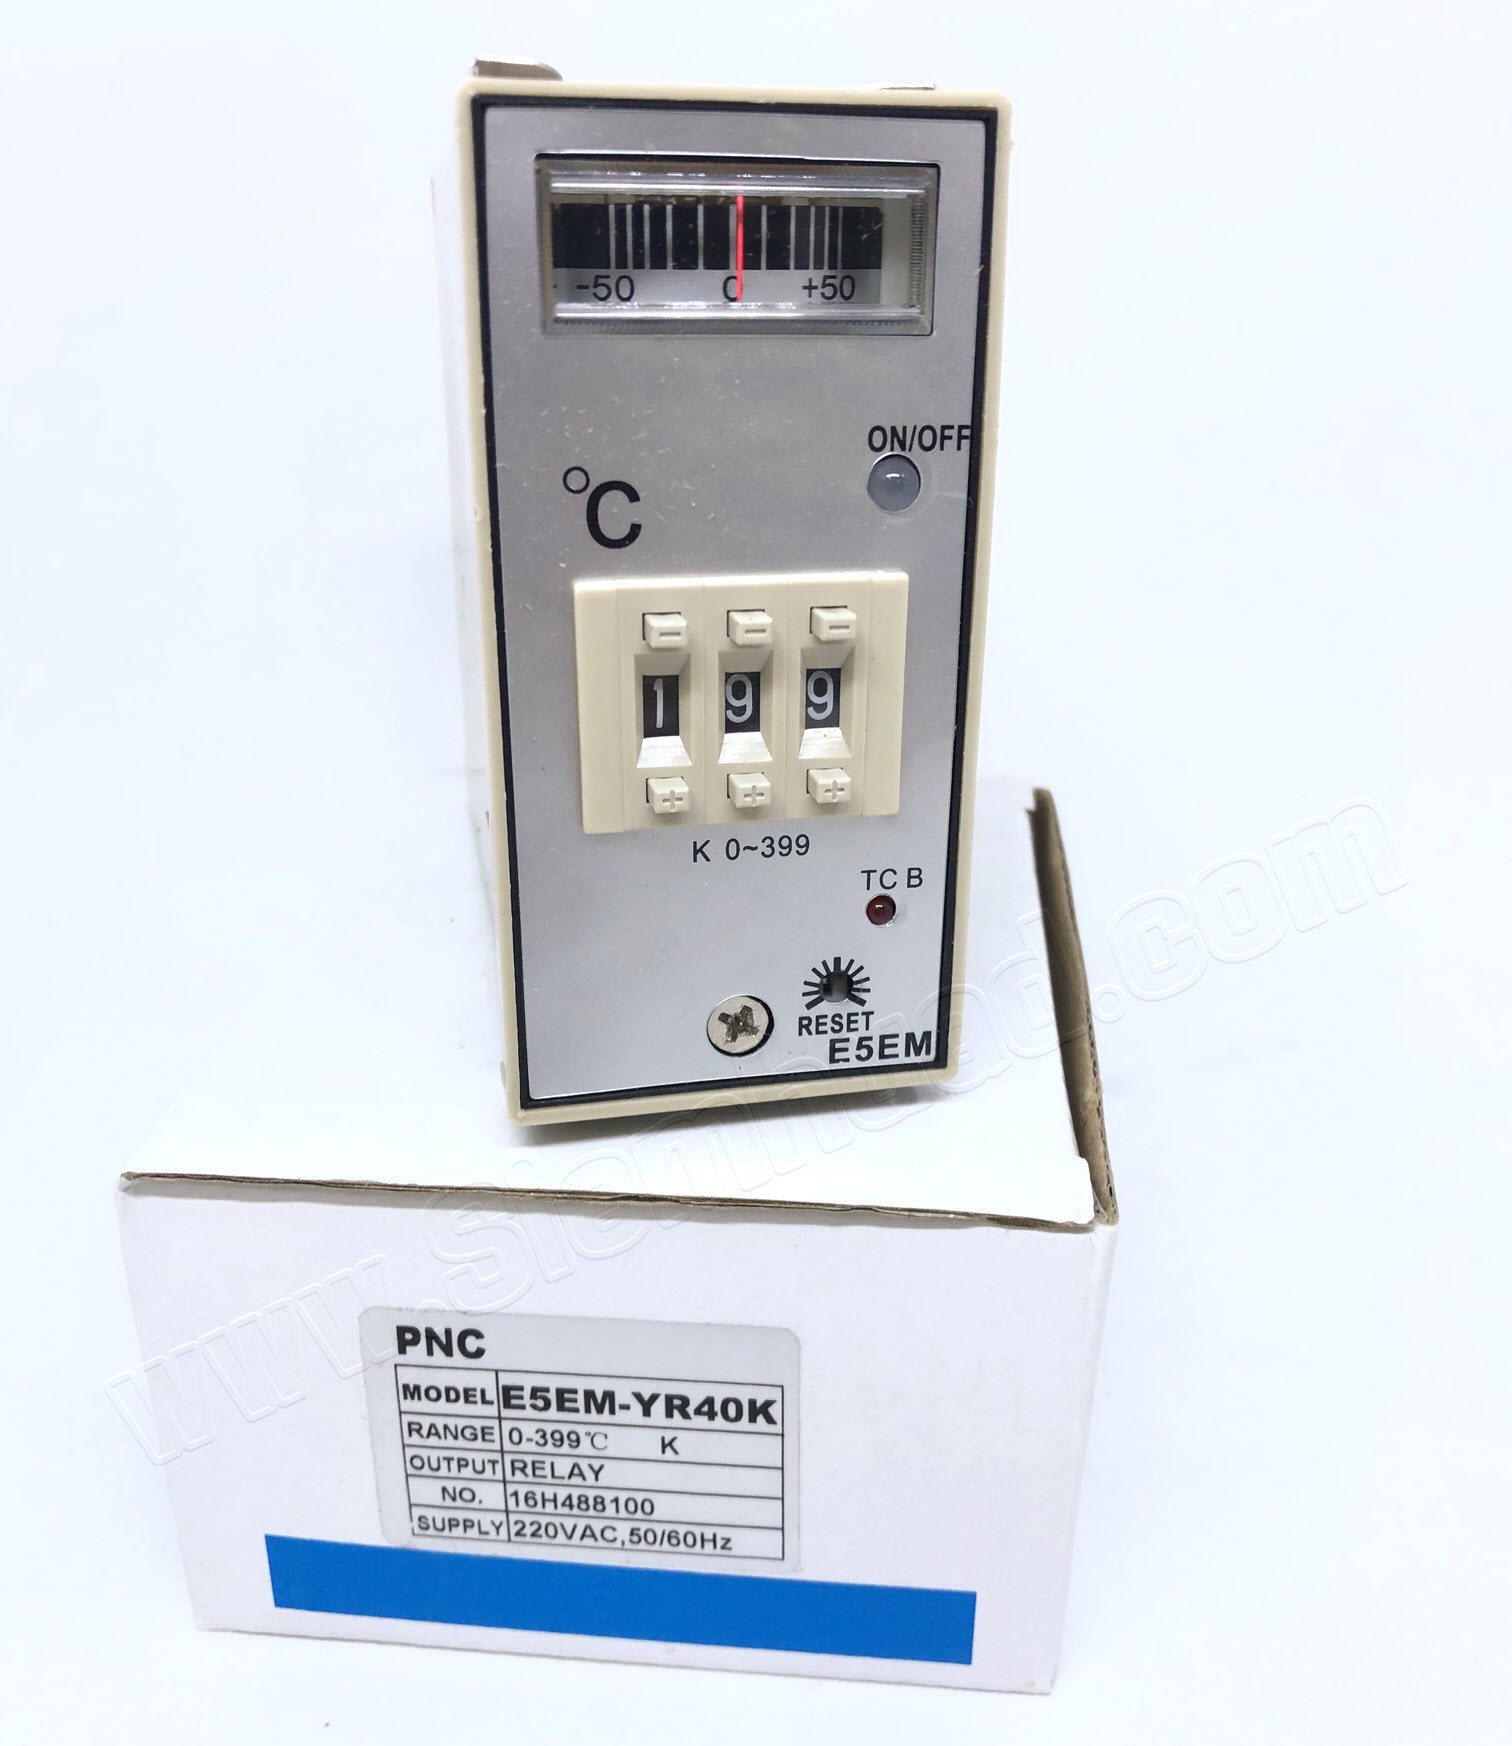 -50 0 +50
ON/OFF
°C
- - -
1 9 9
+ + +
K 0~399
TC B
RESET
E5EM
www.Siamhrad.com
PNC
MODEL E5EM-YR40K
RANGE 0-399℃ K
OUTPUT RELAY
NO. 16H488100
SUPPLY 220VAC,50/60Hz